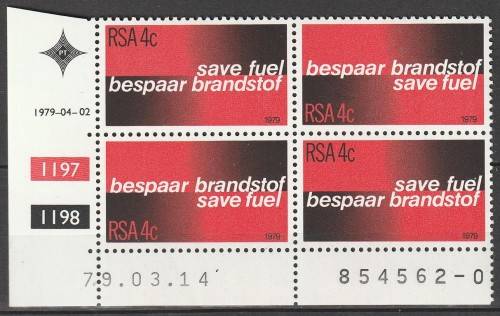 PT
1979-04-02
1197
1198
RSA 4c
save fuel
bespaar brandstof
1979
bespaar brandstof
save fuel
RSA 4c
1979
bespaar brandstof
save fuel
RSA 4c
1979
RSA 4c
save fuel
bespaar brandstof
1979
79.03.14
854562-0